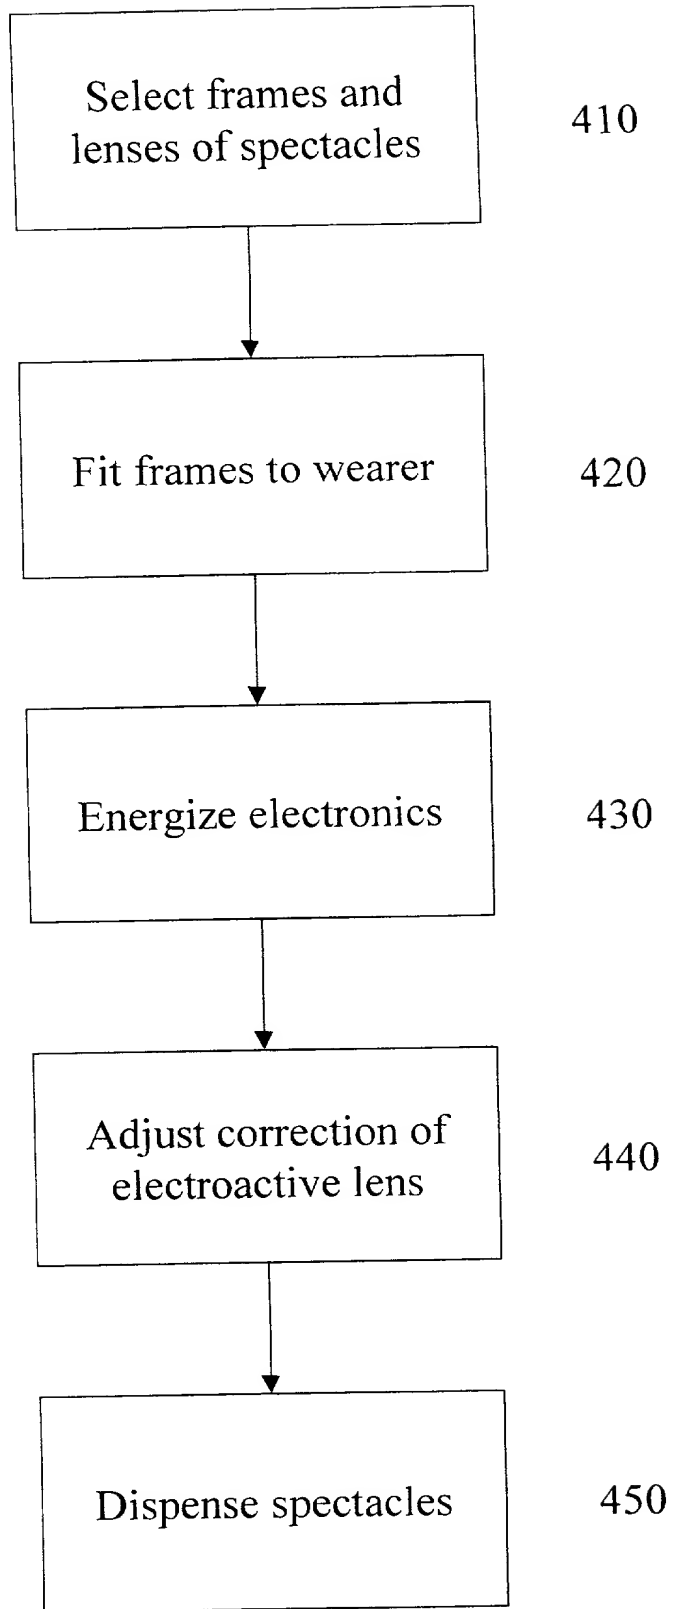 Select frames and
lenses of spectacles
410
Fit frames to wearer
420
Energize electronics
430
Adjust correction of
electroactive lens
440
Dispense spectacles
450